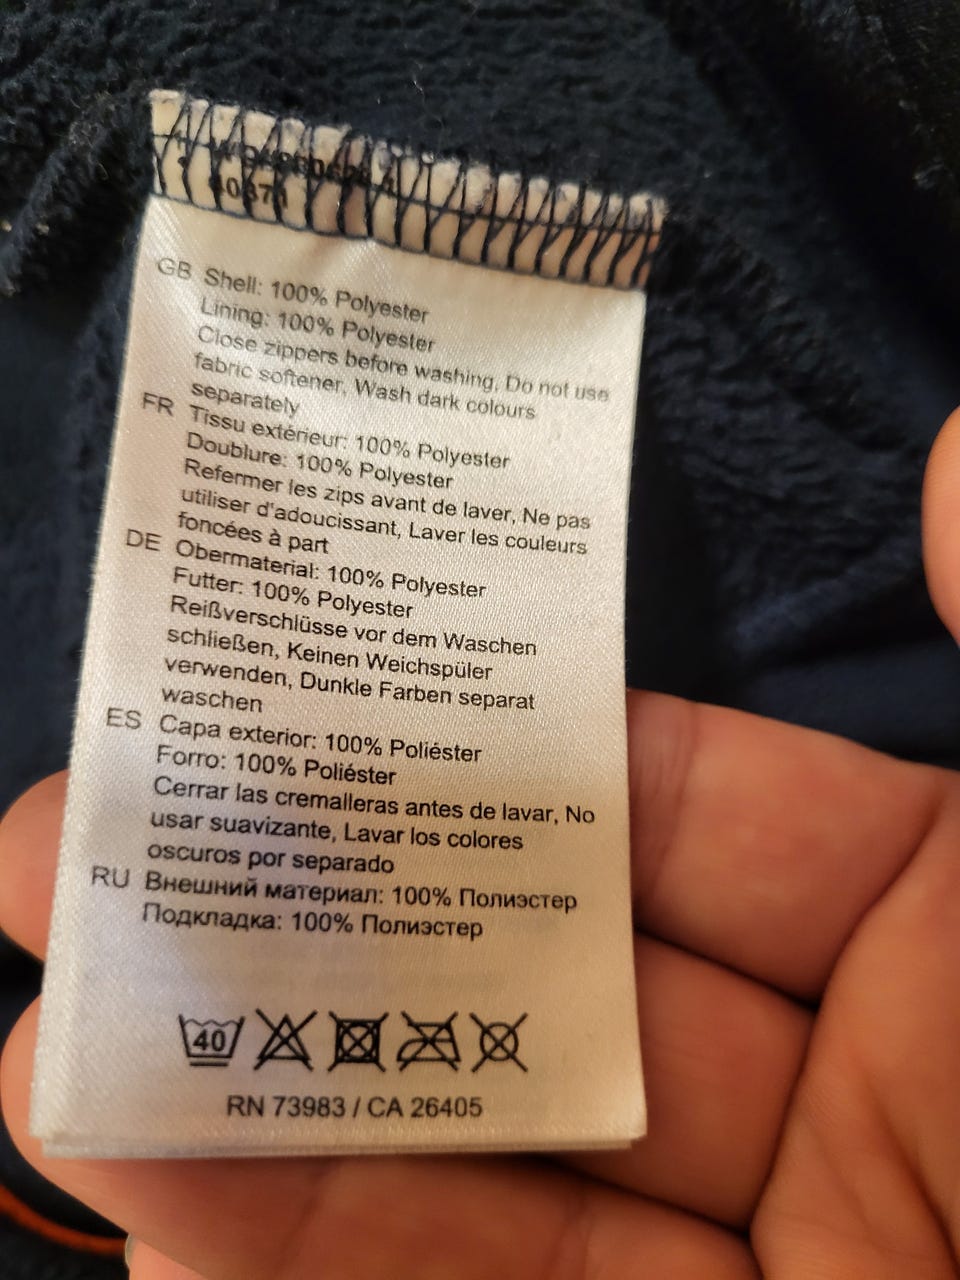 GB Shell: 100% Polyester
Lining: 100% Polyester
Close zippers before washing, Do not use
fabric softener, Wash dark colours
separately
FR Tissu extérieur: 100% Polyester
Doublure: 100% Polyester
Refermer les zips avant de laver, Ne pas
utiliser d'adoucissant, Laver les couleurs
foncées à part
DE Obermaterial: 100% Polyester
Futter: 100% Polyester
Reißverschlüsse vor dem Waschen
schließen, Keinen Weichspüler
verwenden, Dunkle Farben separat
waschen
ES Capa exterior: 100% Poliéster
Forro: 100% Poliéster
Cerrar las cremalleras antes de lavar, No
usar suavizante, Lavar los colores
oscuros por separado
RU Внешний материал: 100% Полиэстер
Подкладка: 100% Полиэстер
40
RN 73983 / CA 26405